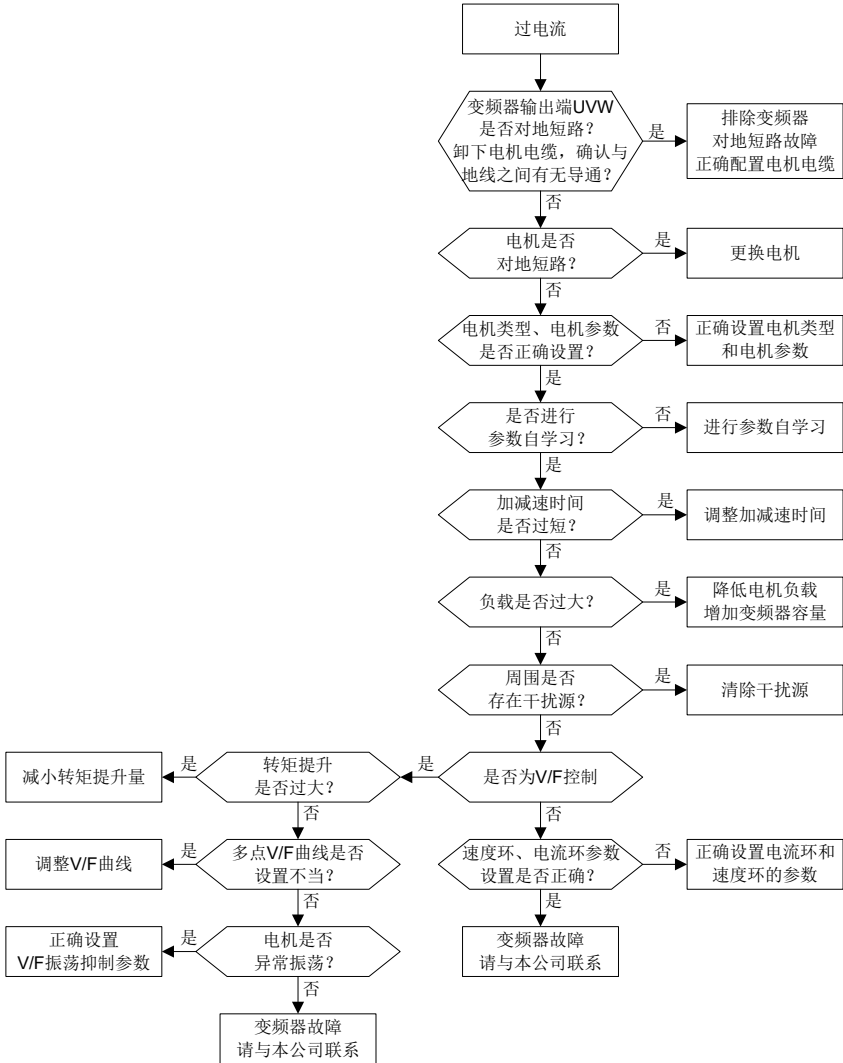 过电流
变频器输出端UVW
是否对地短路？
卸下电机电缆，确认与
地线之间有无导通？
是
排除变频器
对地短路故障
正确配置电机电缆
否
电机是否
对地短路？
是
更换电机
否
电机类型、电机参数
是否正确设置？
否
正确设置电机类型
和电机参数
是
是否进行
参数自学习？
否
进行参数自学习
是
加减速时间
是否过短？
是
调整加减速时间
否
负载是否过大？
是
降低电机负载
增加变频器容量
否
周围是否
存在干扰源？
是
清除干扰源
否
是否为V/F控制
是
转矩提升
是否过大？
是
减小转矩提升量
否
多点V/F曲线是否
设置不当？
是
调整V/F曲线
否
电机是否
异常振荡？
是
正确设置
V/F振荡抑制参数
否
变频器故障
请与本公司联系
否
速度环、电流环参数
设置是否正确？
否
正确设置电流环和
速度环的参数
是
变频器故障
请与本公司联系